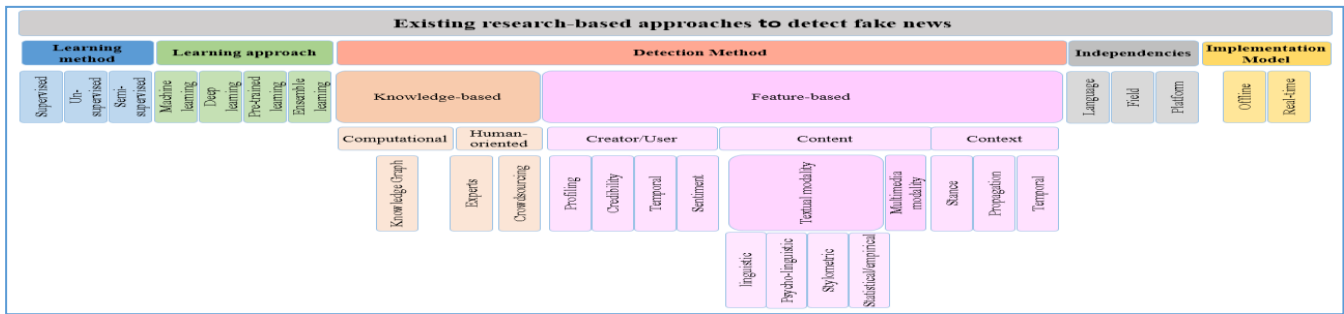 Existing research-based approaches to detect fake news
Learning
method
Learning approach
Detection Method
Independencies
Implementation
Model
Supervised
Un-
supervised
Semi-
supervised
Machine
learning
Deep
learning
Pre-trained
learning
Ensemble
learning
Knowledge-based
Feature-based
Language
Field
Platform
Offline
Real-time
Computational
Human-
oriented
Creator/User
Content
Context
Knowledge Graph
Experts
Crowdsourcing
Profiling
Credibility
Temporal
Sentiment
Textual modality
Multimedia
modality
Stance
Propagation
Temporal
linguistic
Psycho-linguistic
Stylometric
Statistical/empirical